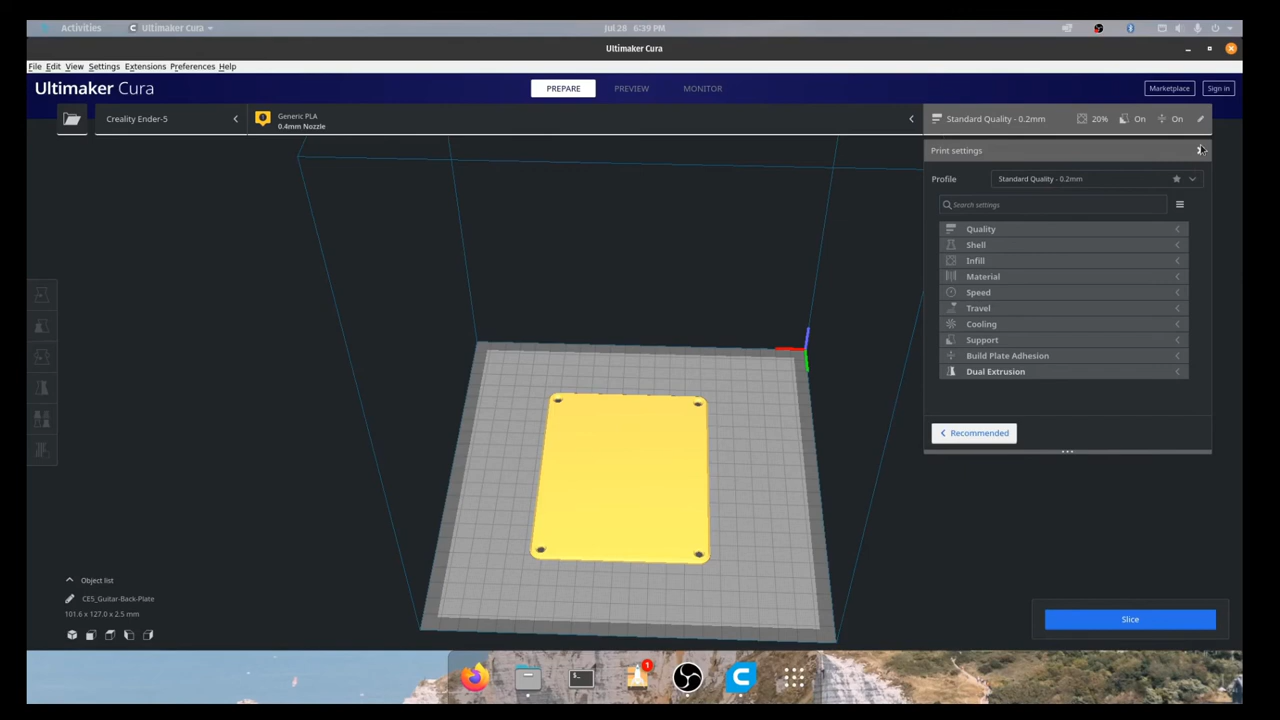 Activities
Ultimaker Cura
Jul 28 6:39 PM
Ultimaker Cura
File Edit View Settings Extensions Preferences Help
Ultimaker Cura
PREPARE
PREVIEW
MONITOR
Marketplace
Sign in
Creality Ender-5
Generic PLA
0.4mm Nozzle
Standard Quality - 0.2mm
20%
On
On
Print settings
Profile
Standard Quality - 0.2mm
Search settings
Quality
Shell
Infill
Material
Speed
Travel
Cooling
Support
Build Plate Adhesion
Dual Extrusion
Recommended
Object list
CE5_Guitar-Back-Plate
101.6 x 127.0 x 2.5 mm
Slice
1